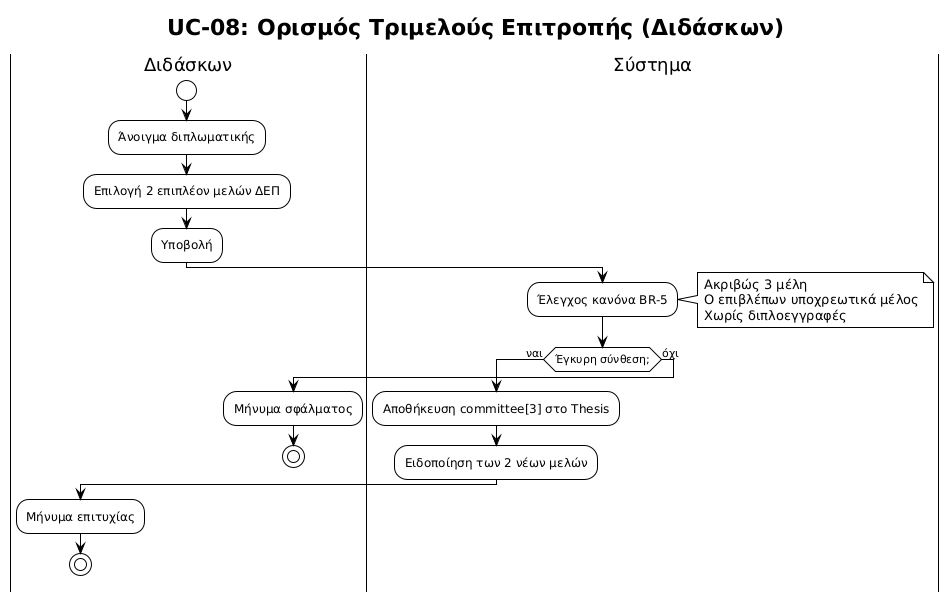 UC-08: Ορισμός Τριμελούς Επιτροπής (Διδάσκων)
Διδάσκων
Σύστημα
Άνοιγμα διπλωματικής
Επιλογή 2 επιπλέον μελών ΔΕΠ
Υποβολή
Έλεγχος κανόνα BR-5
Ακριβώς 3 μέλη
Ο επιβλέπων υποχρεωτικά μέλος
Χωρίς διπλοεγγραφές
ναι
Έγκυρη σύνθεση;
όχι
Μήνυμα σφάλματος
Αποθήκευση committee[3] στο Thesis
Ειδοποίηση των 2 νέων μελών
Μήνυμα επιτυχίας